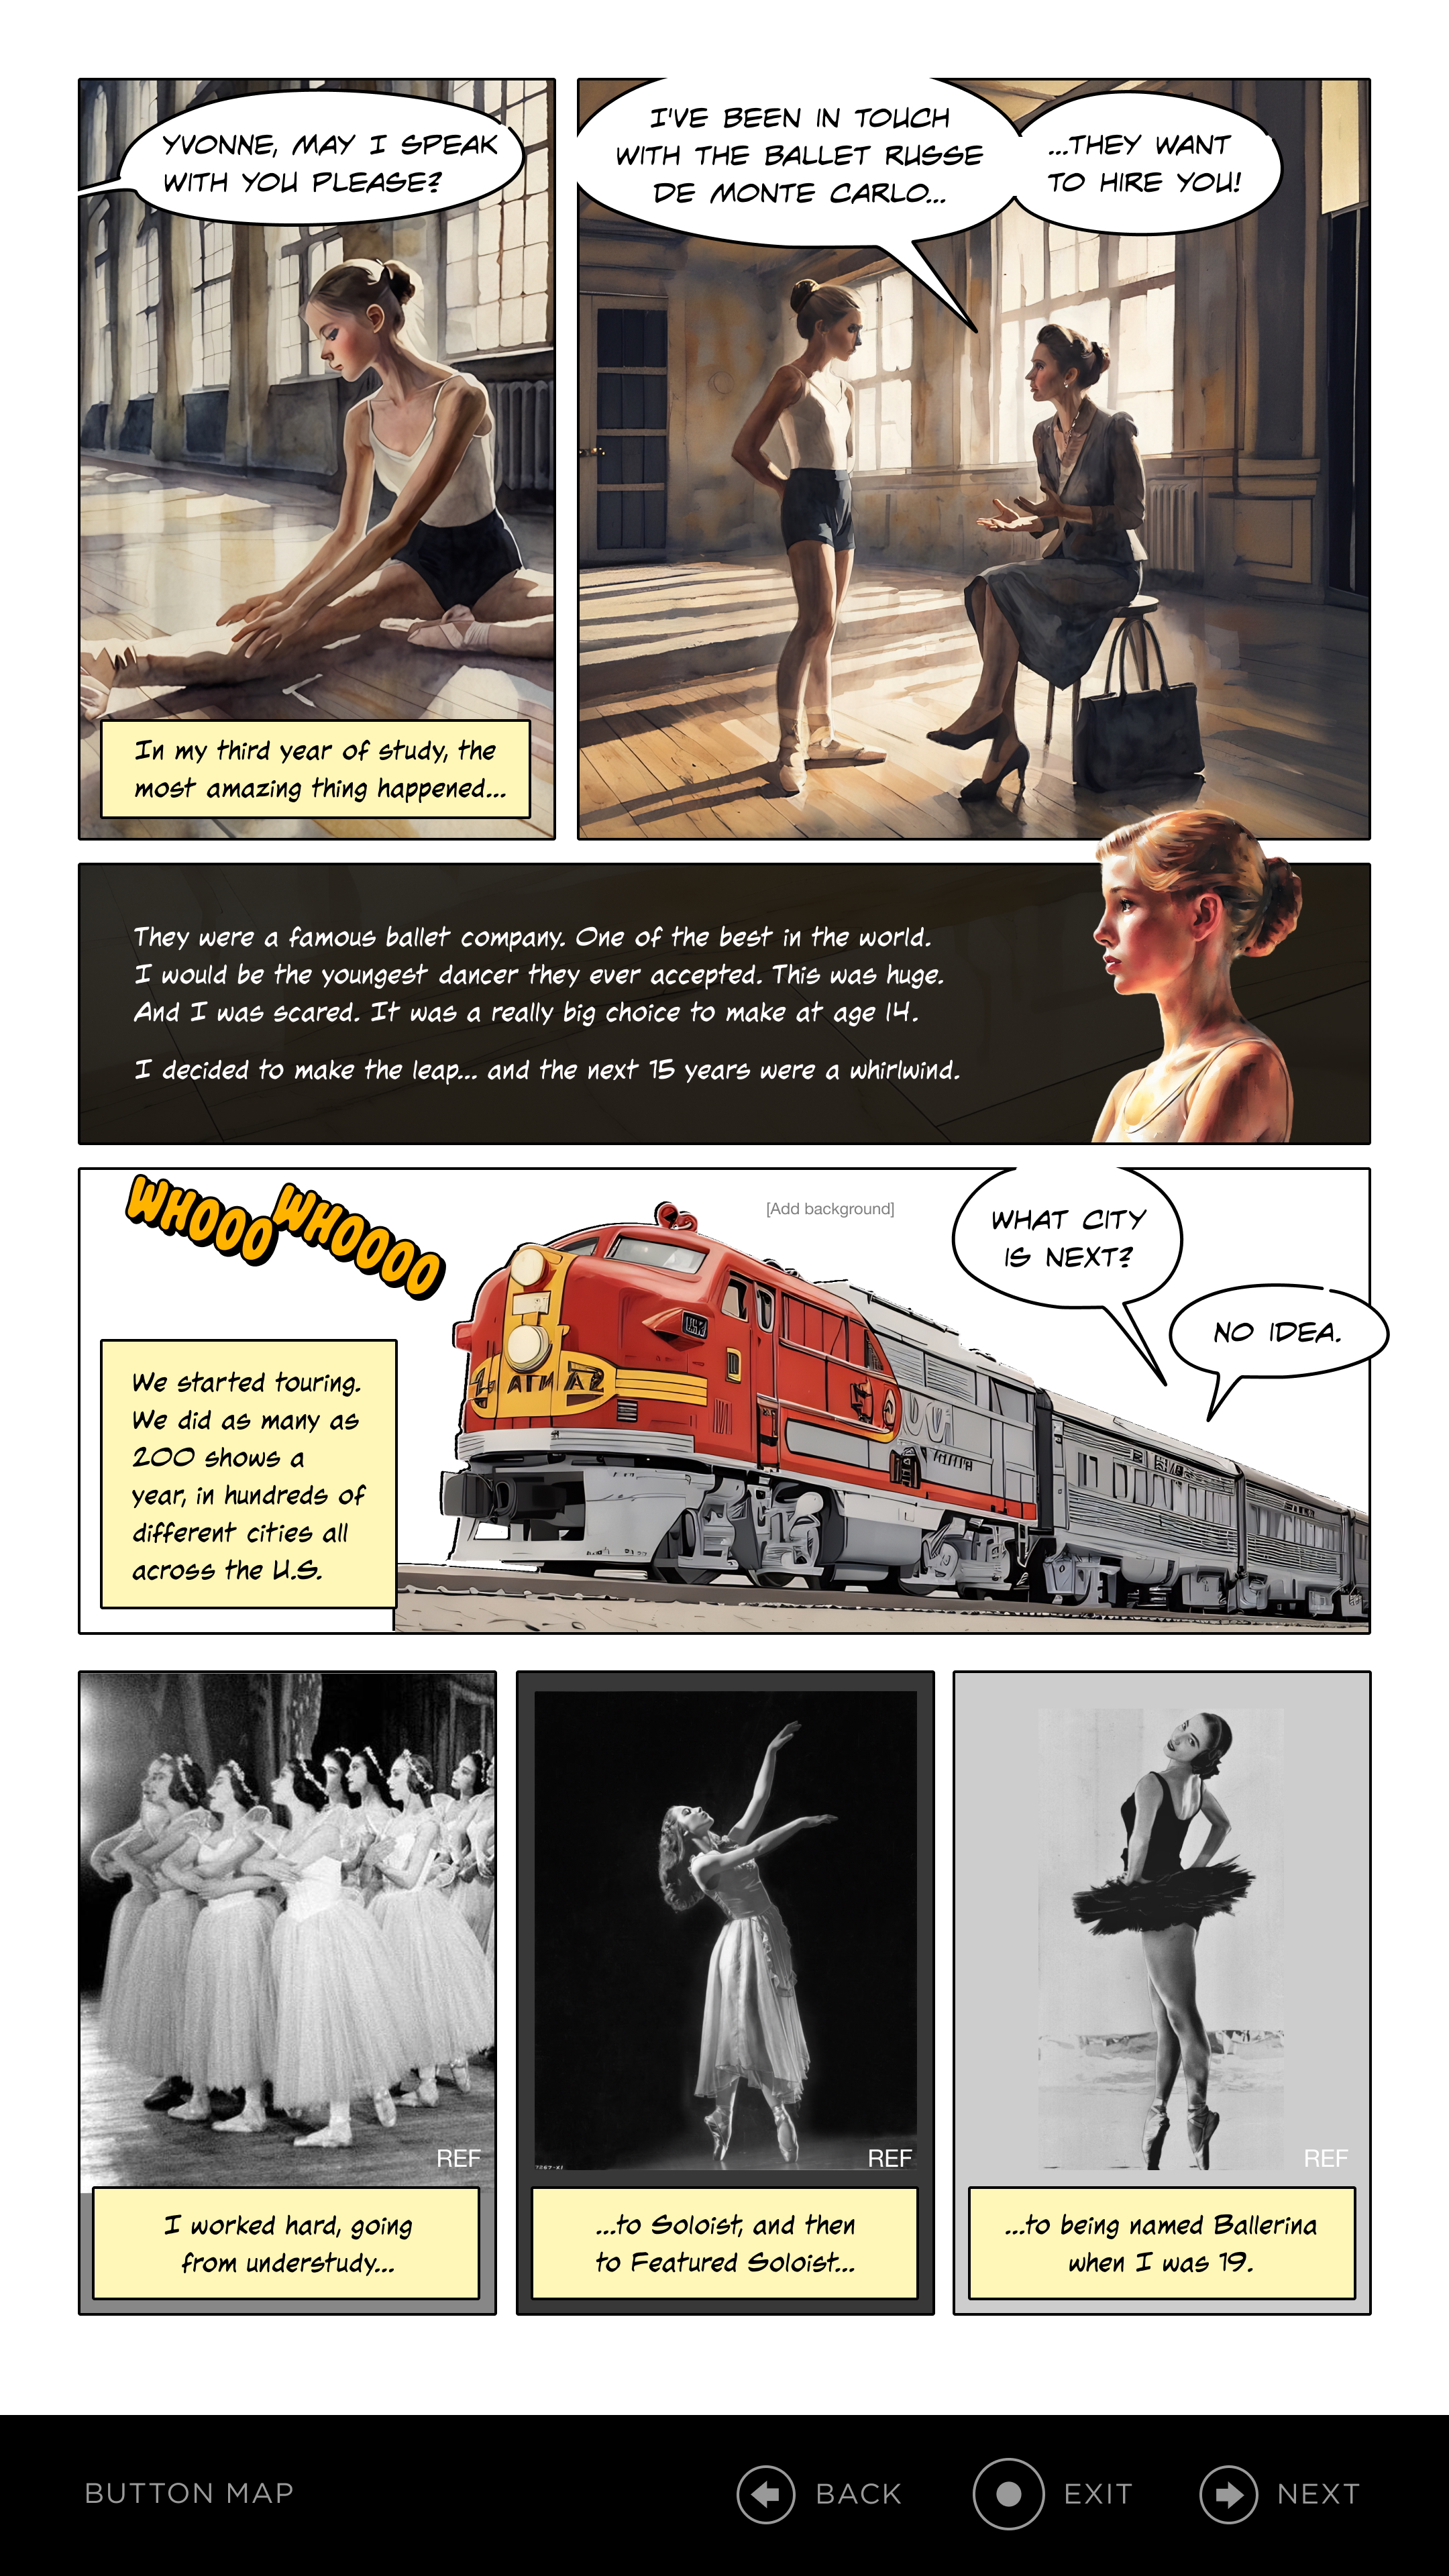 YVONNE, MAY I SPEAK
WITH YOU PLEASE?
In my third year of study, the
most amazing thing happened...
I'VE BEEN IN TOUCH
WITH THE BALLET RUSSE
DE MONTE CARLO...
...THEY WANT
TO HIRE YOU!
They were a famous ballet company. One of the best in the world.
I would be the youngest dancer they ever accepted. This was huge.
And I was scared. It was a really big choice to make at age 14.
I decided to make the leap... and the next 15 years were a whirlwind.
WHOOO WHOOOO
[Add background]
WHAT CITY
IS NEXT?
NO IDEA.
We started touring.
We did as many as
200 shows a
year, in hundreds of
different cities all
across the U.S.
REF
I worked hard, going
from understudy...
REF
...to Soloist, and then
to Featured Soloist...
REF
...to being named Ballerina
when I was 19.
BUTTON MAP
BACK
EXIT
NEXT